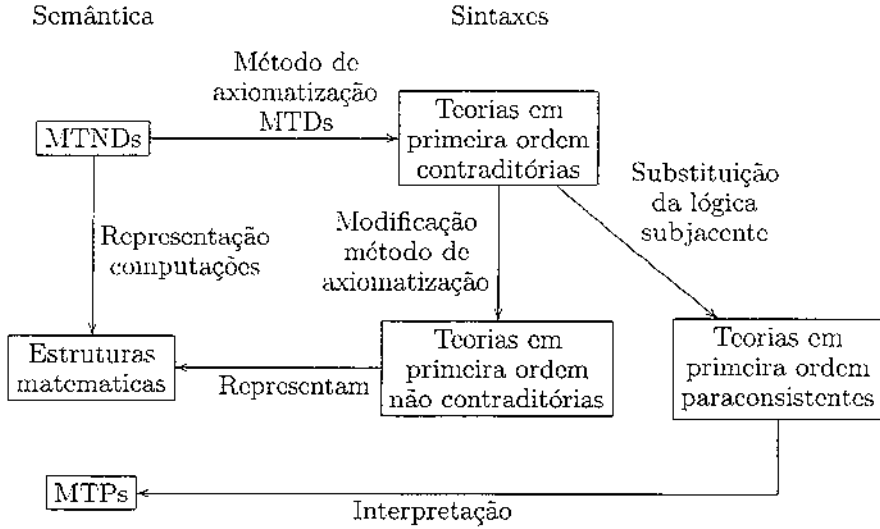 Semântica
Sintaxes
Método de
axiomatização
MTDs
MTNDs
Teorias em
primeira ordem
contraditórias
Substituição
da lógica
subjacente
Representação
computações
Modificação
método de
axiomatização
Estruturas
matematicas
Representam
Teorias em
primeira ordem
não contraditórias
Teorias em
primeira ordem
paraconsistentes
MTPs
Interpretação